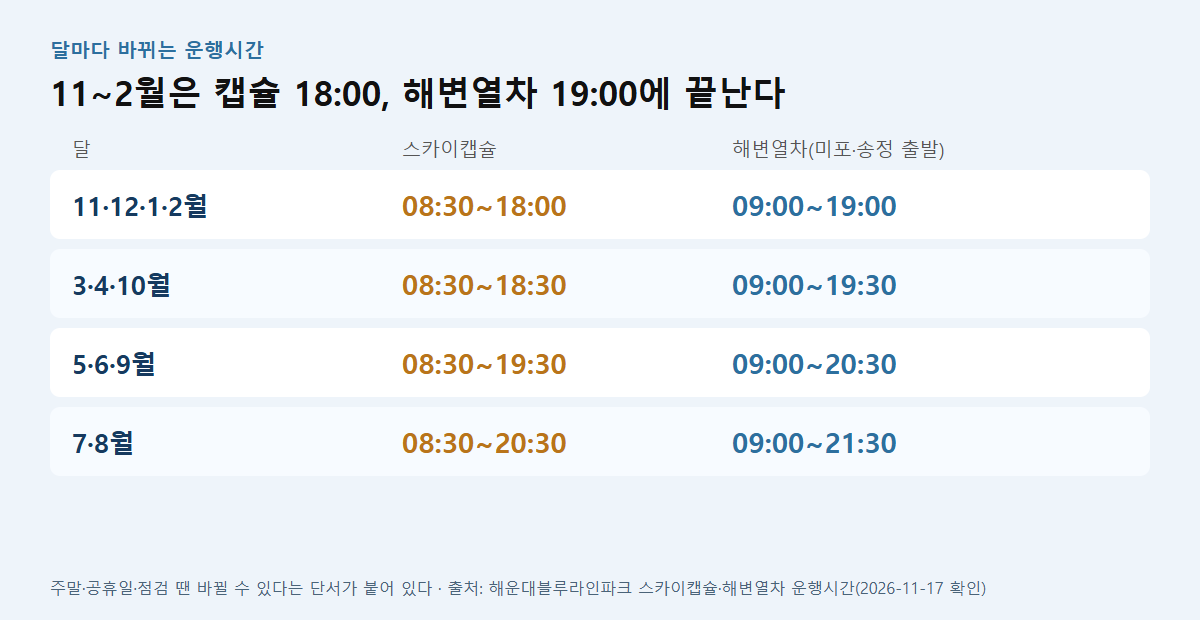 달마다 바뀌는 운행시간
11~2월은 캡슐 18:00, 해변열차 19:00에 끝난다
달 스카이캡슐 해변열차(미포·송정 출발)
11·12·1·2월 08:30~18:00 09:00~19:00
3·4·10월 08:30~18:30 09:00~19:30
5·6·9월 08:30~19:30 09:00~20:30
7·8월 08:30~20:30 09:00~21:30
주말·공휴일·점검 땐 바뀔 수 있다는 단서가 붙어 있다 · 출처: 해운대블루라인파크 스카이캡슐·해변열차 운행시간(2026-11-17 확인)